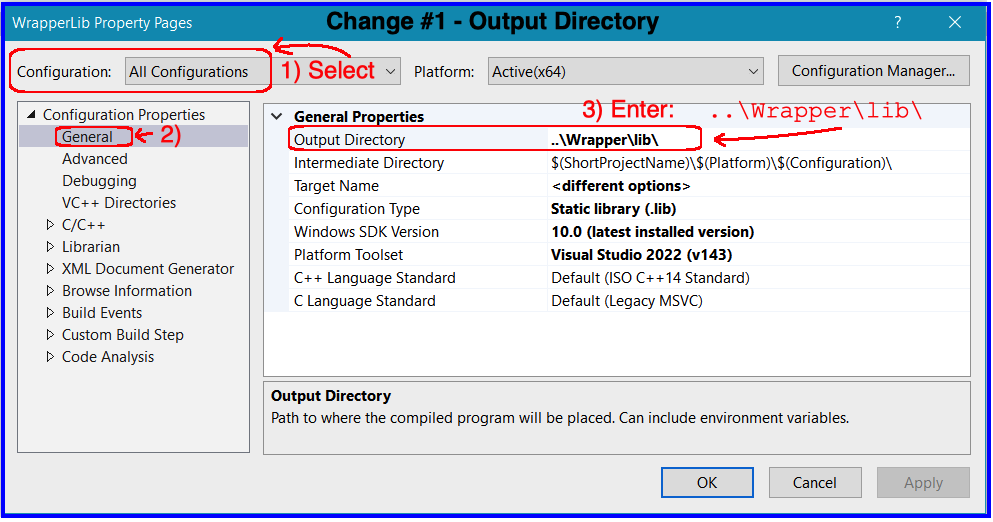 WrapperLib Property Pages
Change #1 - Output Directory
? ×
Configuration: All Configurations 1) Select Platform: Active(x64) Configuration Manager...
Configuration Properties
General 2)
Advanced
Debugging
VC++ Directories
C/C++
Librarian
XML Document Generator
Browse Information
Build Events
Custom Build Step
Code Analysis
General Properties 3) Enter: ..\Wrapper\lib\
Output Directory ..\Wrapper\lib\
Intermediate Directory $(ShortProjectName)\$(Platform)\$(Configuration)\
Target Name <different options>
Configuration Type Static library (.lib)
Windows SDK Version 10.0 (latest installed version)
Platform Toolset Visual Studio 2022 (v143)
C++ Language Standard Default (ISO C++14 Standard)
C Language Standard Default (Legacy MSVC)
Output Directory
Path to where the compiled program will be placed. Can include environment variables.
OK Cancel Apply